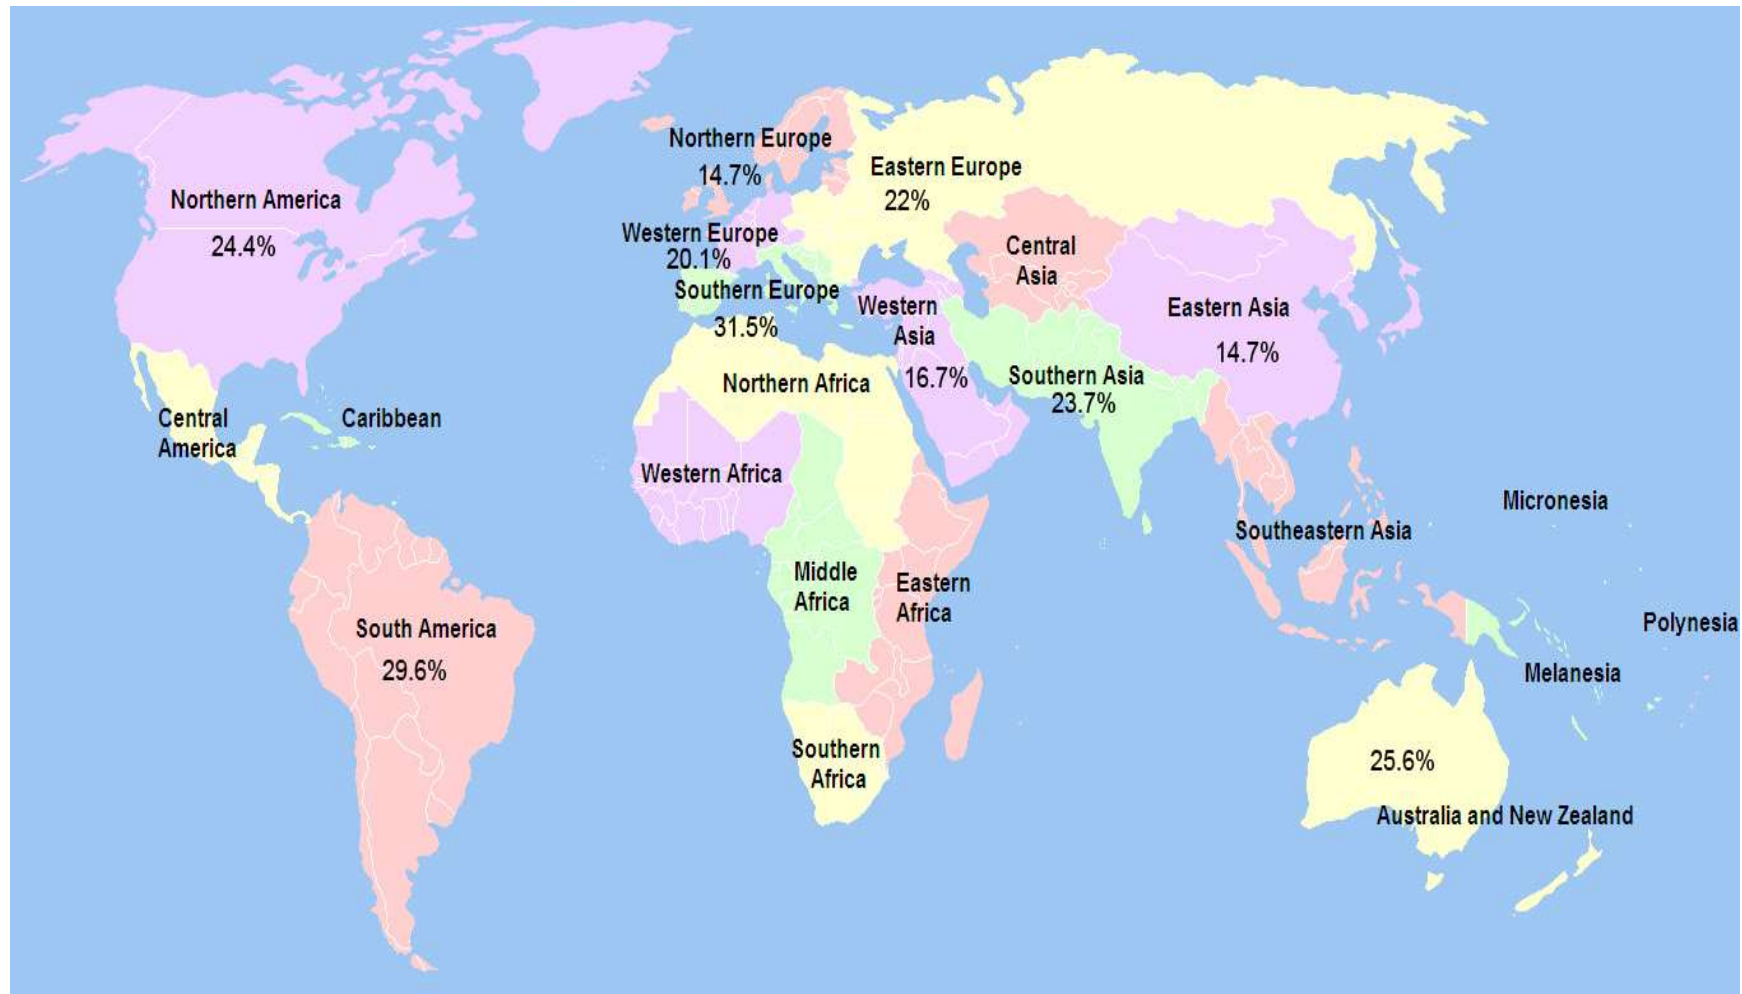 Northern Europe
14.7%
Eastern Europe
22%
Northern America
24.4%
Western Europe
20.1%
Southern Europe
31.5%
Central
Asia
Western
Asia
16.7%
Eastern Asia
14.7%
Southern Asia
23.7%
Northern Africa
Central
America
Caribbean
Western Africa
Micronesia
Southeastern Asia
Middle
Africa
Eastern
Africa
South America
29.6%
Polynesia
Melanesia
Southern
Africa
25.6%
Australia and New Zealand